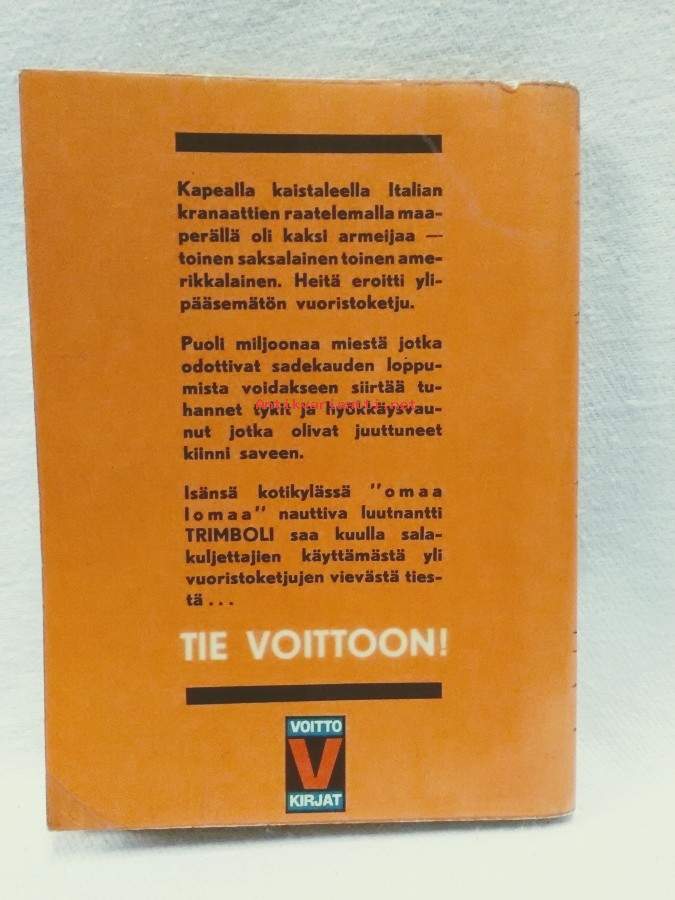 Kapealla kaistaleella Italian
kranaattien raatelemalla maa-
perällä oli kaksi armeijaa —
toinen saksalainen toinen ame-
rikkalainen. Heitä eroitti yli-
pääsemätön vuoristoketju.
Puoli miljoonaa miestä jotka
odottivat sadekauden loppu-
mista voidakseen siirtää tu-
hannet tykit ja hyökkäysvau-
Antikvariaatti.net
nut jotka olivat juuttuneet
kiinni saveen.
Isänsä kotikylässä "omaa
lomaa" nauttiva luutnantti
TRIMBOLI saa kuulla sala-
kuljettajien käyttämästä yli
vuoristoketjujen vievästä ties-
tä...
TIE VOITTOON!
VOITTO
V
KIRJAT